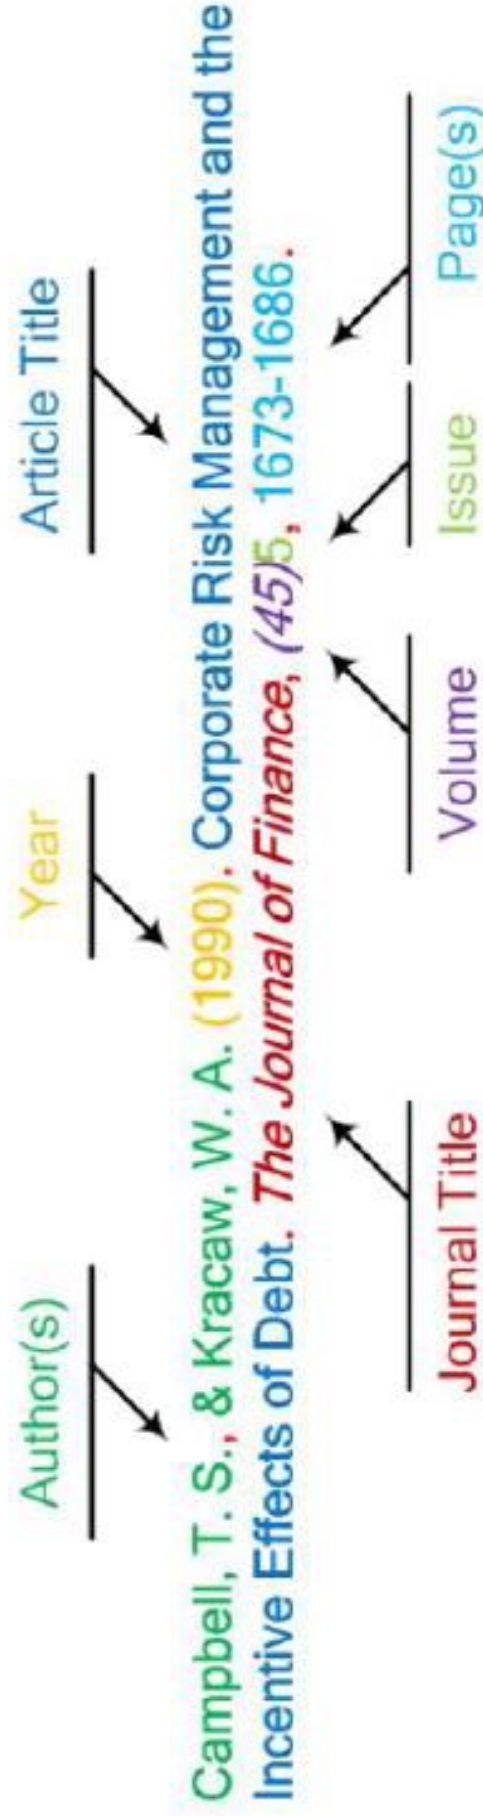 Author(s) Year Article Title
Campbell, T. S., & Kracaw, W. A. (1990). Corporate Risk Management and the
Incentive Effects of Debt. The Journal of Finance, (45)5, 1673-1686.
Journal Title Volume Issue Page(s)